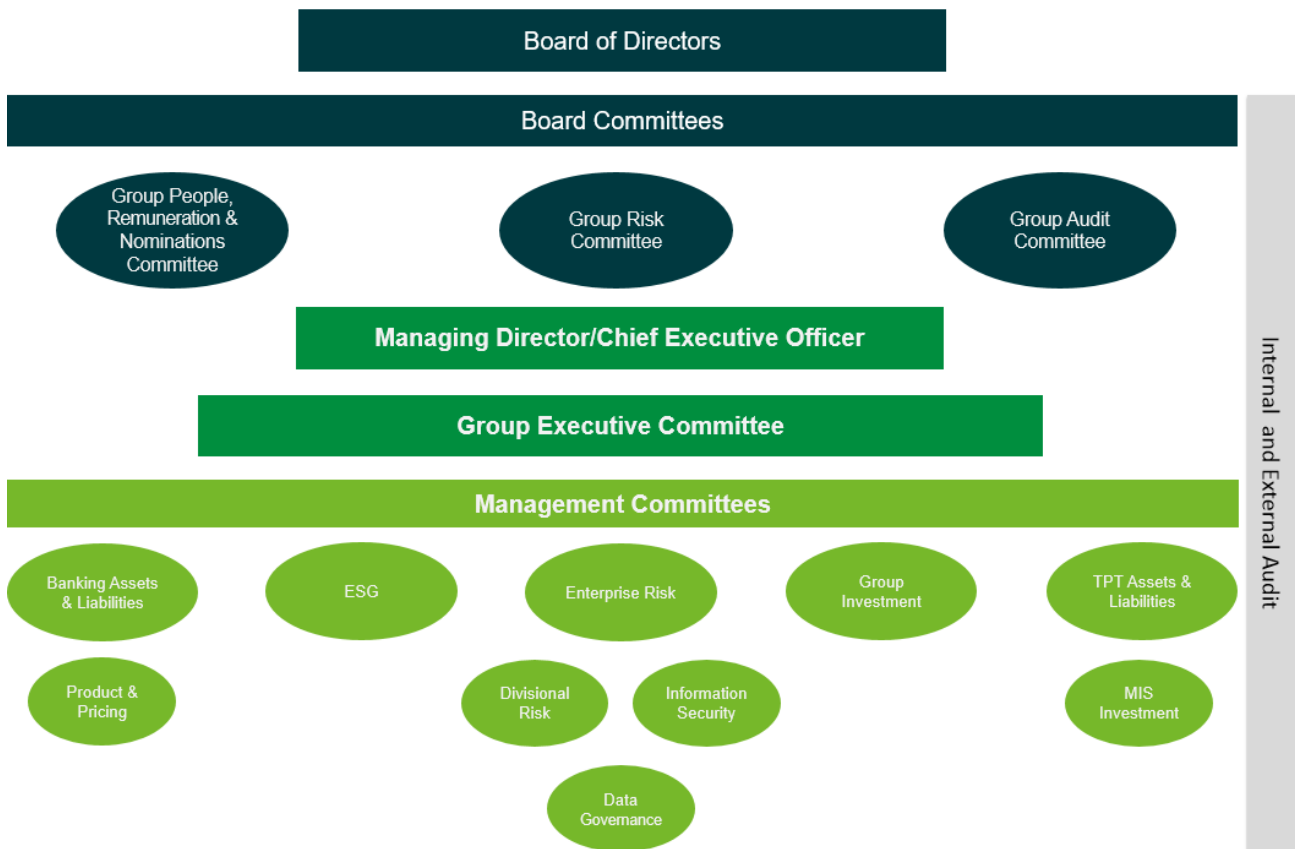 Board of Directors
Board Committees
Group People,
Remuneration &
Nominations
Committee
Group Risk
Committee
Group Audit
Committee
Managing Director/Chief Executive Officer
Group Executive Committee
Management Committees
Banking Assets
& Liabilities
ESG
Enterprise Risk
Group
Investment
TPT Assets &
Liabilities
Product &
Pricing
Divisional
Risk
Information
Security
MIS
Investment
Data
Governance
Internal and External Audit